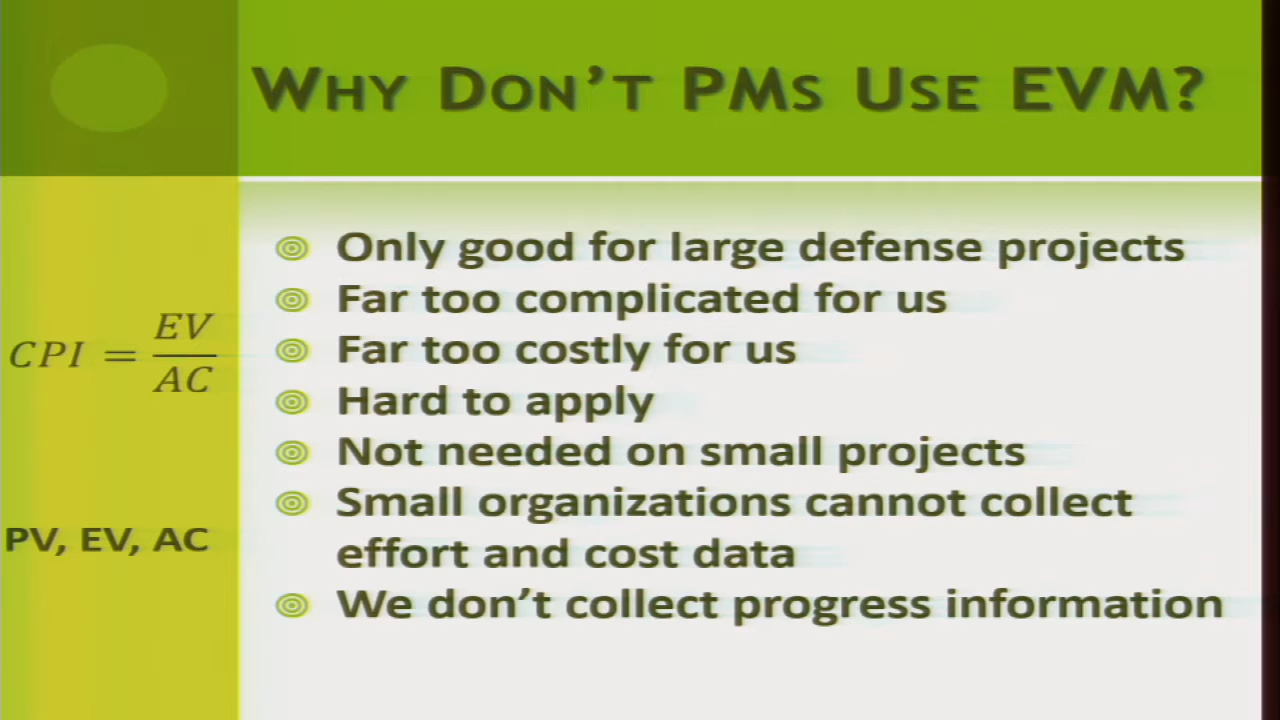 WHY DON'T PMS USE EVM?
CPI = EV/AC
PV, EV, AC
Only good for large defense projects
Far too complicated for us
Far too costly for us
Hard to apply
Not needed on small projects
Small organizations cannot collect
effort and cost data
We don't collect progress information